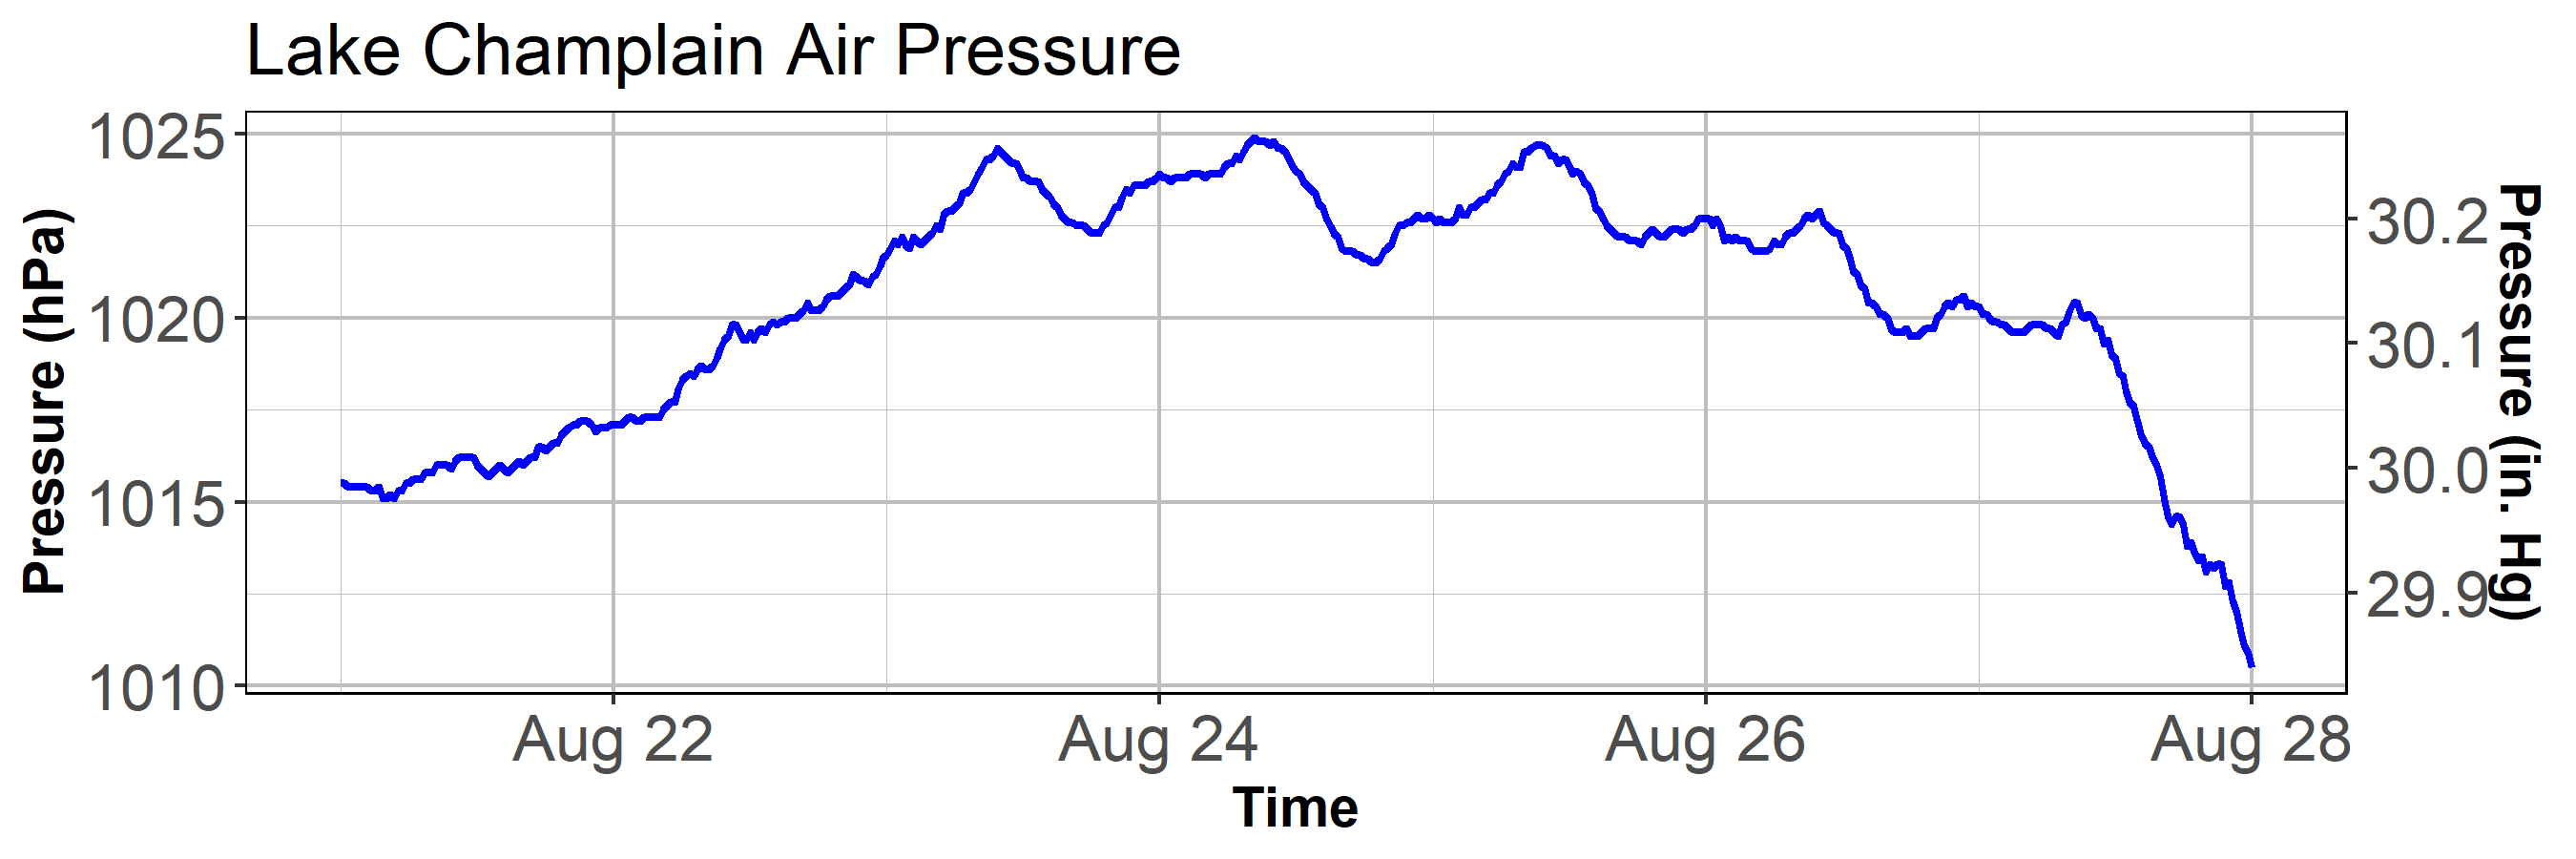 Lake Champlain Air Pressure
1025
1020
1015
1010
Pressure (hPa)
30.2
30.1
30.0
29.9
Pressure (in. Hg)
Aug 22
Aug 24
Aug 26
Aug 28
Time